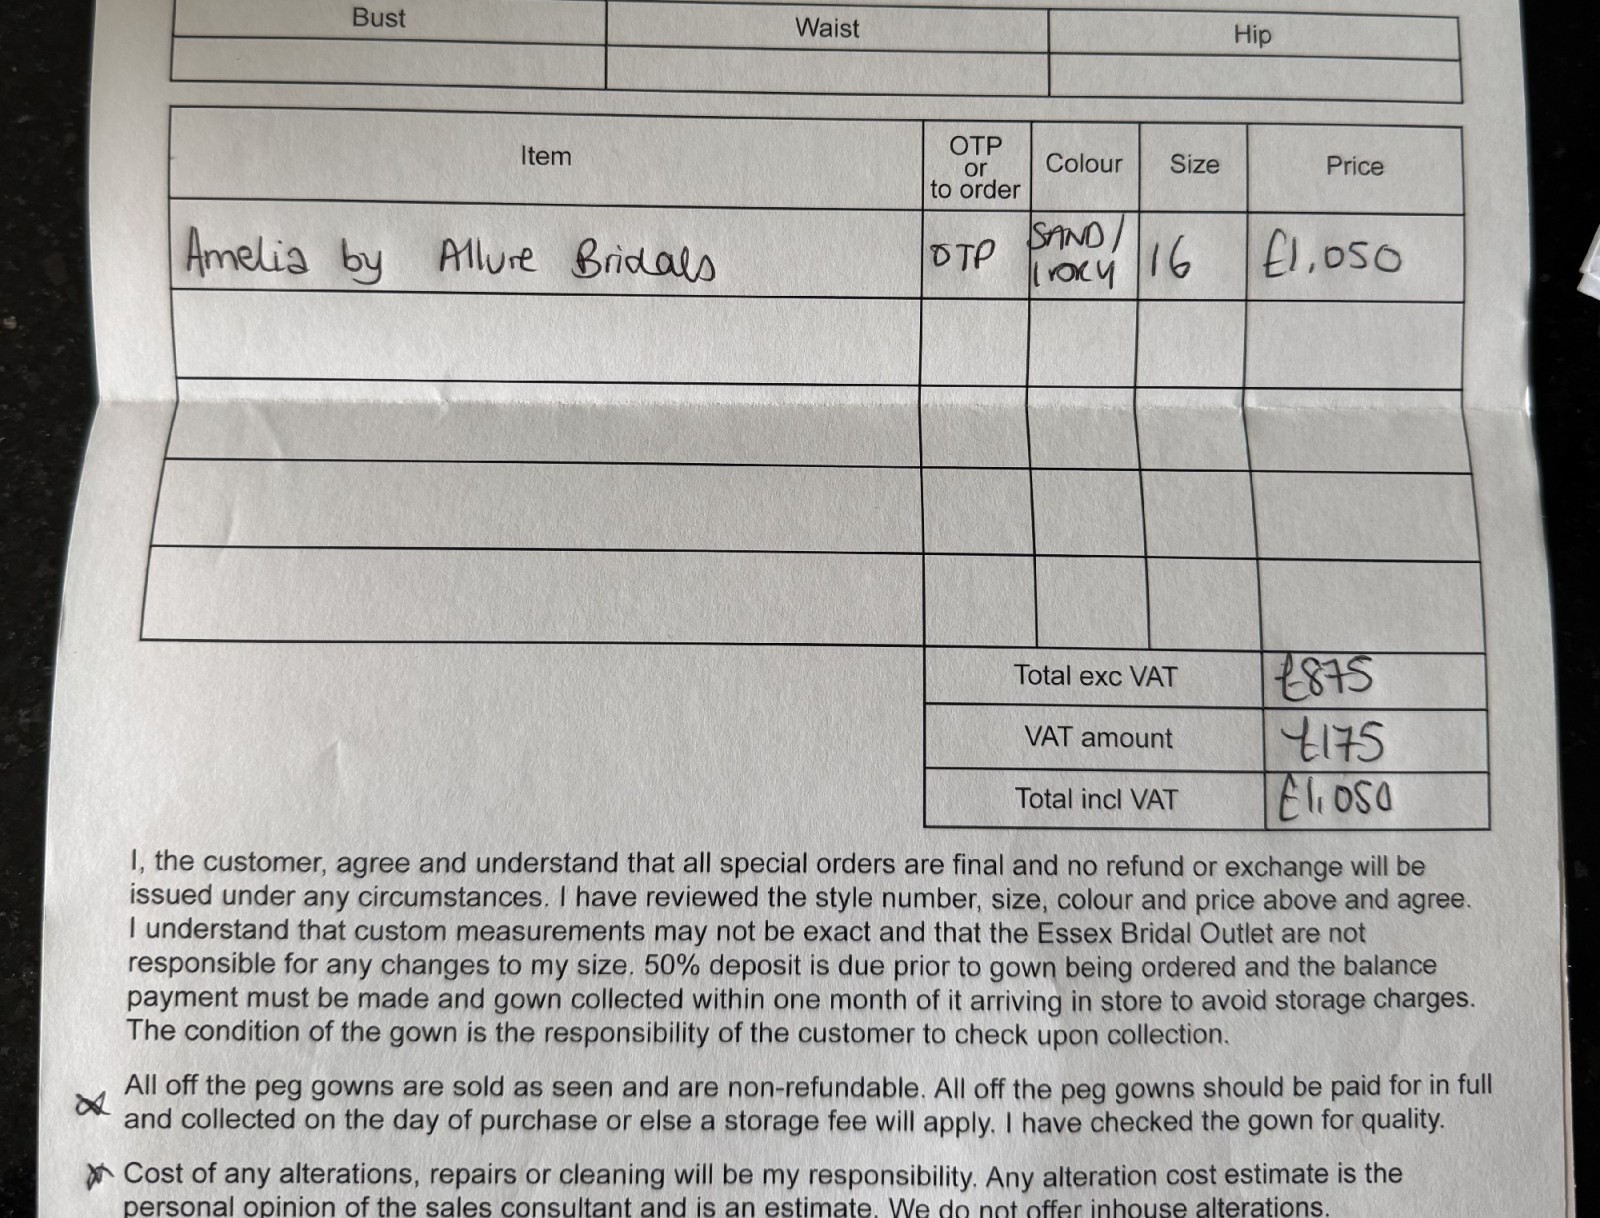 Bust Waist Hip
Item OTP or to order Colour Size Price
Amelia by Allure Bridals OTP SAND/ IVORY 16 £1,050
Total exc VAT £875
VAT amount £175
Total incl VAT £1,050
I, the customer, agree and understand that all special orders are final and no refund or exchange will be
issued under any circumstances. I have reviewed the style number, size, colour and price above and agree.
I understand that custom measurements may not be exact and that the Essex Bridal Outlet are not
responsible for any changes to my size. 50% deposit is due prior to gown being ordered and the balance
payment must be made and gown collected within one month of it arriving in store to avoid storage charges.
The condition of the gown is the responsibility of the customer to check upon collection.
All off the peg gowns are sold as seen and are non-refundable. All off the peg gowns should be paid for in full
and collected on the day of purchase or else a storage fee will apply. I have checked the gown for quality.
Cost of any alterations, repairs or cleaning will be my responsibility. Any alteration cost estimate is the
personal opinion of the sales consultant and is an estimate. We do not offer inhouse alterations.